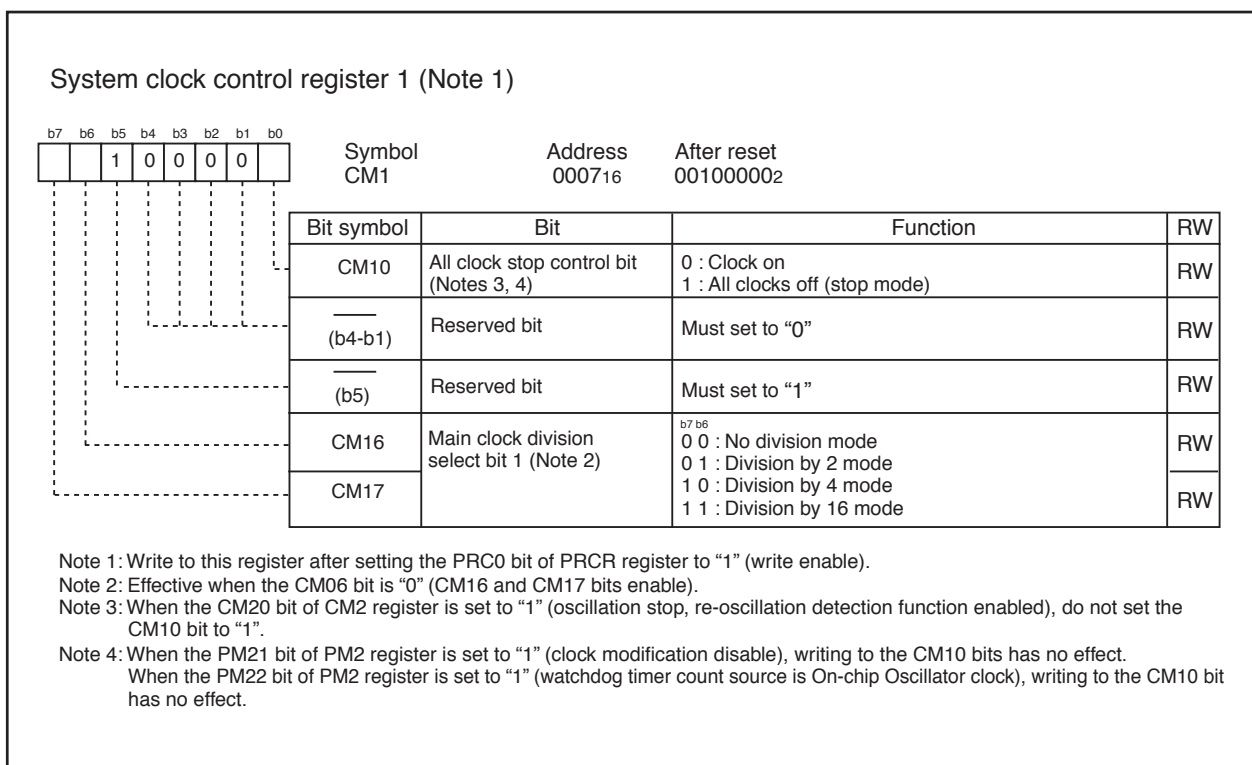 System clock control register 1 (Note 1)
b7 b6 b5 b4 b3 b2 b1 b0
1 0 0 0 0
Symbol Address After reset
CM1 000716 001000002
Bit symbol Bit Function RW
CM10 All clock stop control bit (Notes 3, 4) 0 : Clock on RW
1 : All clocks off (stop mode)
(b4-b1) Reserved bit Must set to “0” RW
(b5) Reserved bit Must set to “1” RW
b7 b6
CM16 Main clock division select bit 1 (Note 2) 0 0 : No division mode RW
0 1 : Division by 2 mode
CM17 1 0 : Division by 4 mode RW
1 1 : Division by 16 mode
Note 1: Write to this register after setting the PRC0 bit of PRCR register to “1” (write enable).
Note 2: Effective when the CM06 bit is “0” (CM16 and CM17 bits enable).
Note 3: When the CM20 bit of CM2 register is set to “1” (oscillation stop, re-oscillation detection function enabled), do not set the
CM10 bit to “1”.
Note 4: When the PM21 bit of PM2 register is set to “1” (clock modification disable), writing to the CM10 bits has no effect.
When the PM22 bit of PM2 register is set to “1” (watchdog timer count source is On-chip Oscillator clock), writing to the CM10 bit
has no effect.